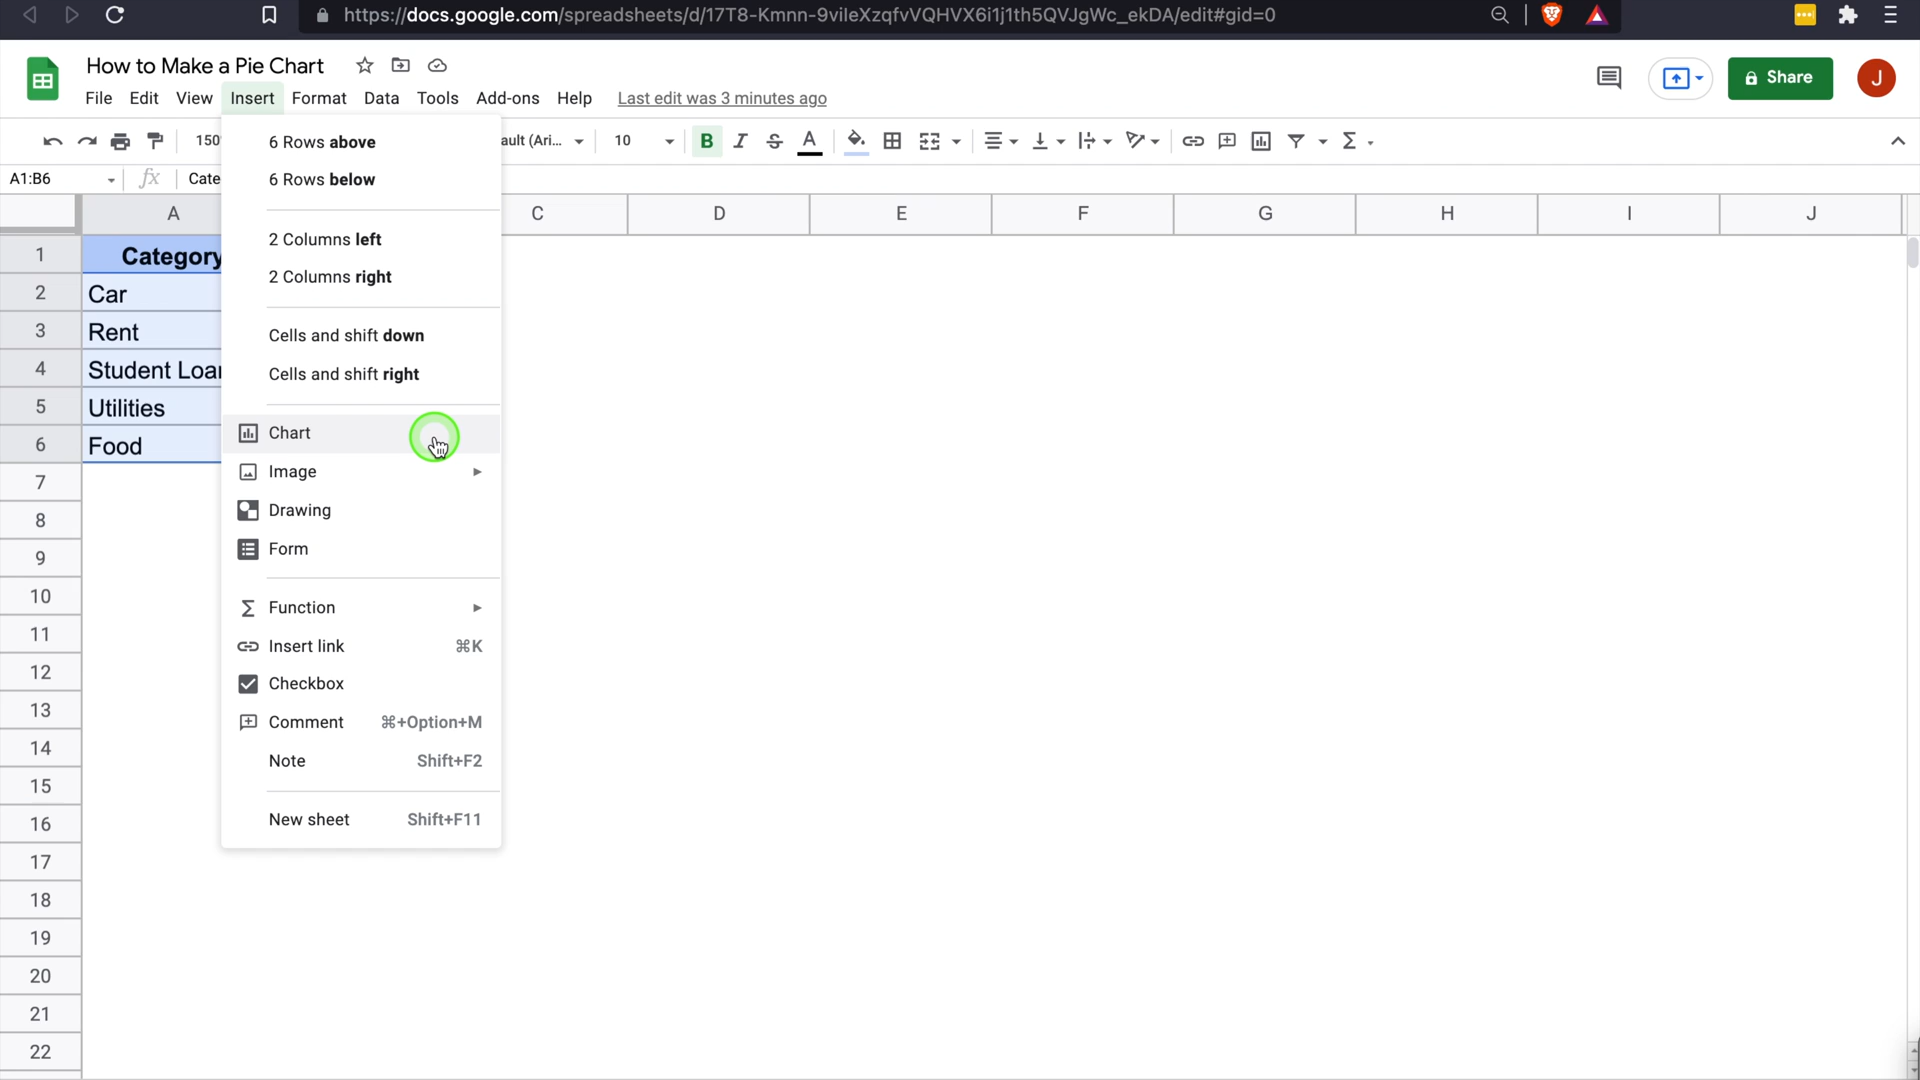 https://docs.google.com/spreadsheets/d/17T8-Kmnn-9vileXzqfvVQHVX6i1j1th5QVJgWc_ekDA/edit#gid=0
How to Make a Pie Chart
File Edit View Insert Format Data Tools Add-ons Help Last edit was 3 minutes ago
Share
J
150 ault (Ari... 10 B I S A
A1:B6 fx Cate
A C D E F G H I J
1 Category
2 Car
3 Rent
4 Student Loa
5 Utilities
6 Food
7
8
9
10
11
12
13
14
15
16
17
18
19
20
21
22
6 Rows above
6 Rows below
2 Columns left
2 Columns right
Cells and shift down
Cells and shift right
Chart
Image
Drawing
Form
Σ Function
Insert link ⌘K
Checkbox
Comment ⌘+Option+M
Note Shift+F2
New sheet Shift+F11